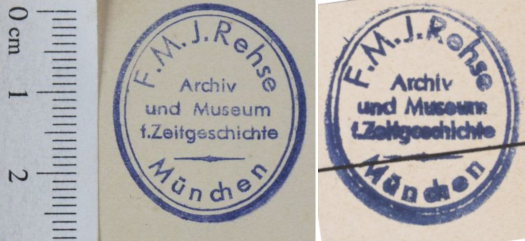 0 cm
1
2
F.M.J.Rehse
Archiv
und Museum
f.Zeitgeschichte
München
F.M.J.Rehse
Archiv
und Museum
f.Zeitgeschichte
München